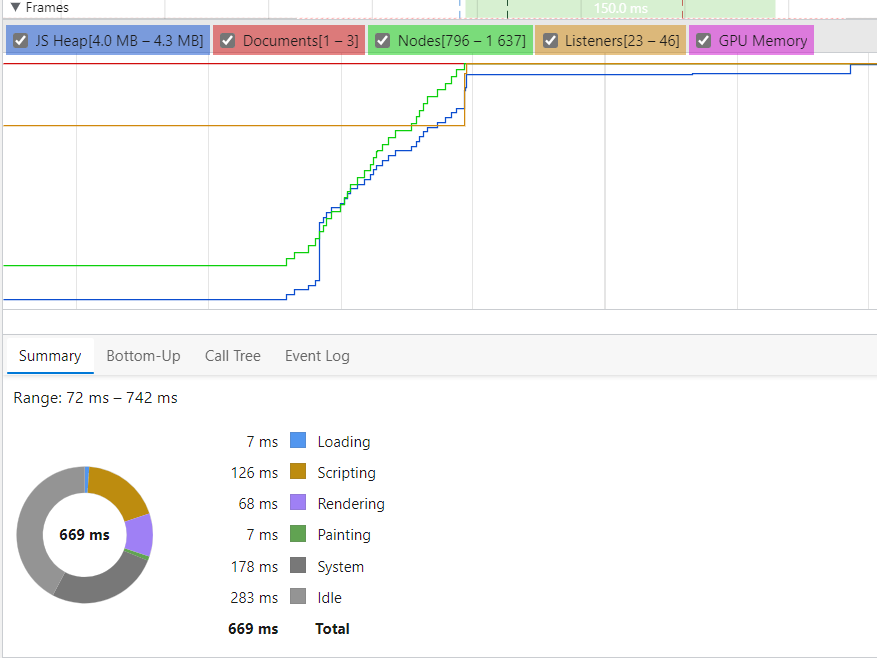 ▼ Frames
150.0 ms
JS Heap[4.0 MB – 4.3 MB] Documents[1 – 3] Nodes[796 – 1 637] Listeners[23 – 46] GPU Memory
Summary Bottom-Up Call Tree Event Log
Range: 72 ms – 742 ms
7 ms Loading
126 ms Scripting
68 ms Rendering
669 ms
7 ms Painting
178 ms System
283 ms Idle
669 ms Total